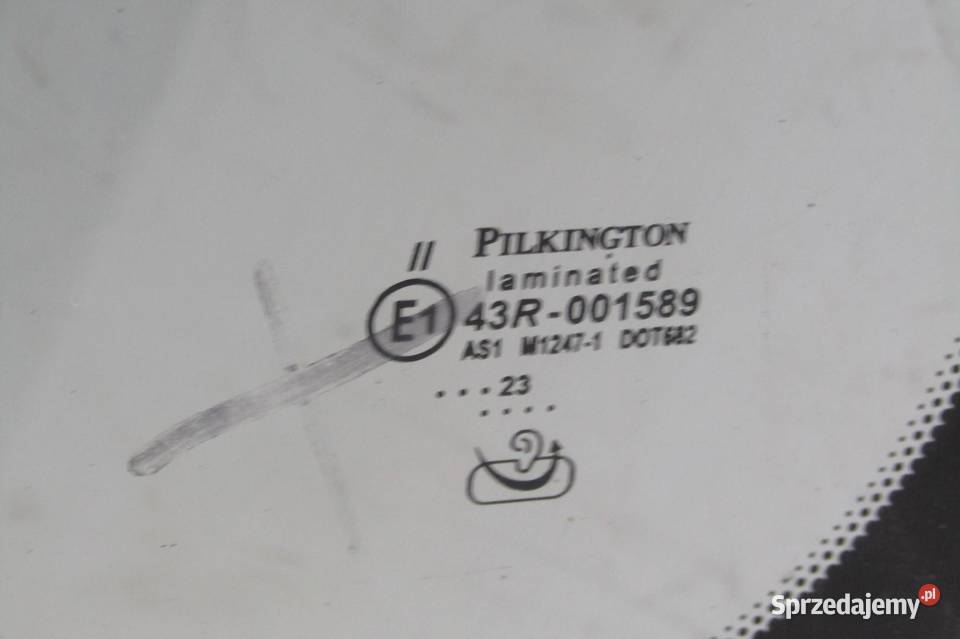 // PILKINGTON
laminated
E1 43R-001589
AS1 M1247-1 DOT682
...23
....
Sprzedajemy.pl